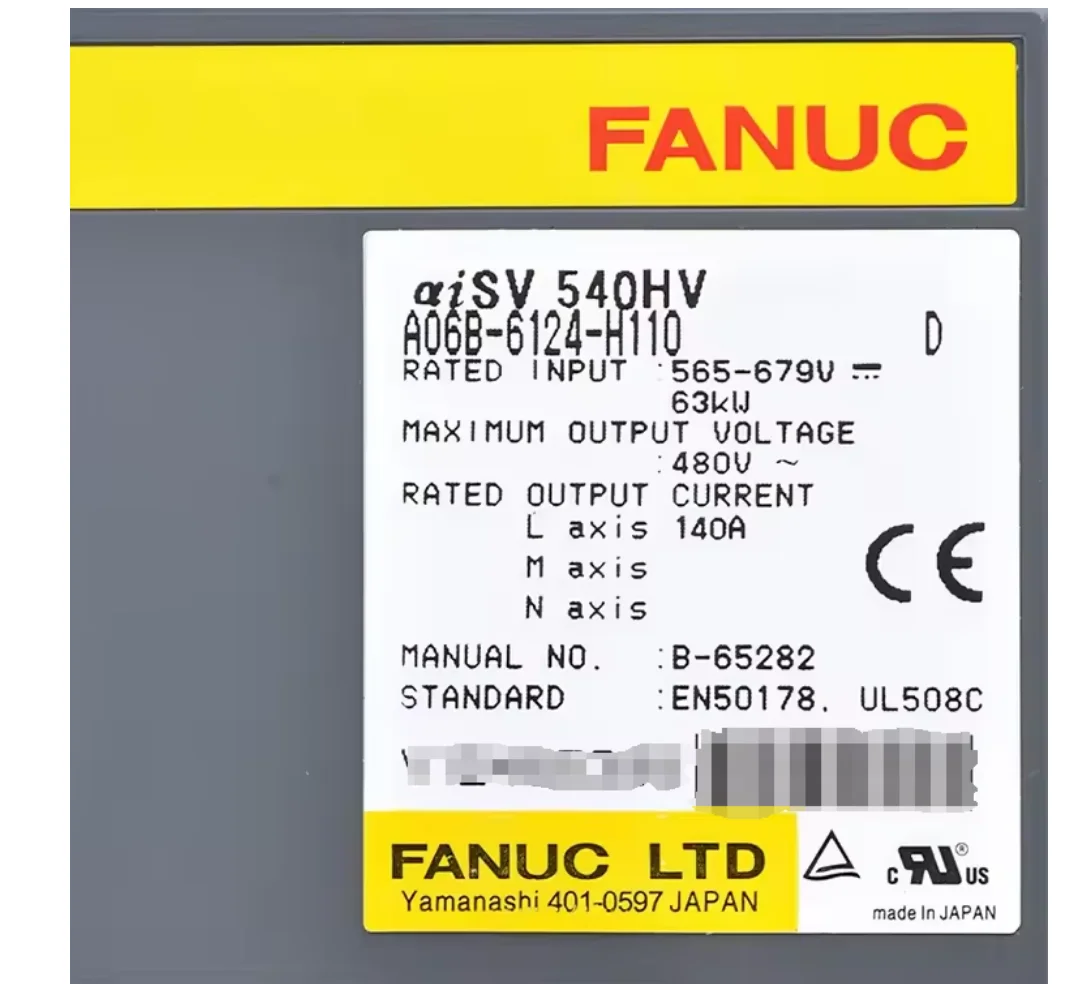 FANUC
αiSV 540HV
A06B-6124-H110 D
RATED INPUT :565-679V ⎓
63kW
MAXIMUM OUTPUT VOLTAGE
:480V ~
RATED OUTPUT CURRENT
L axis 140A
M axis
N axis
MANUAL NO. :B-65282
STANDARD :EN50178. UL508C
CE
FANUC LTD
Yamanashi 401-0597 JAPAN
c RU ® US
made In JAPAN